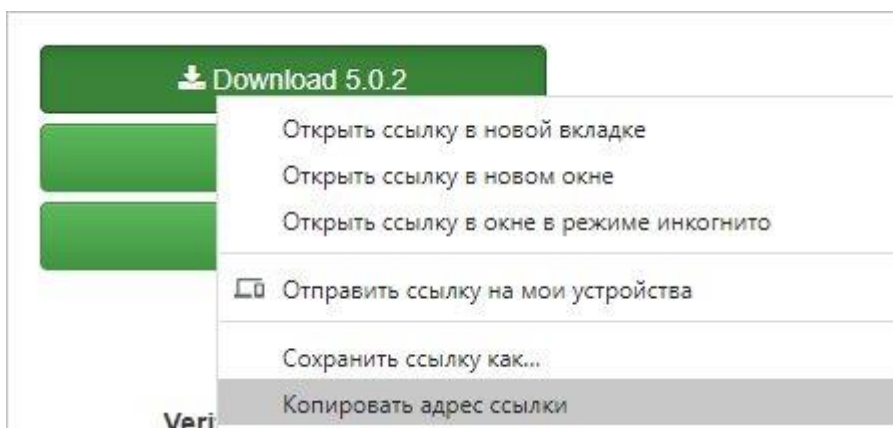 Download 5.0.2
Открыть ссылку в новой вкладке
Открыть ссылку в новом окне
Открыть ссылку в окне в режиме инкогнито
Отправить ссылку на мои устройства
Сохранить ссылку как...
Копировать адрес ссылки